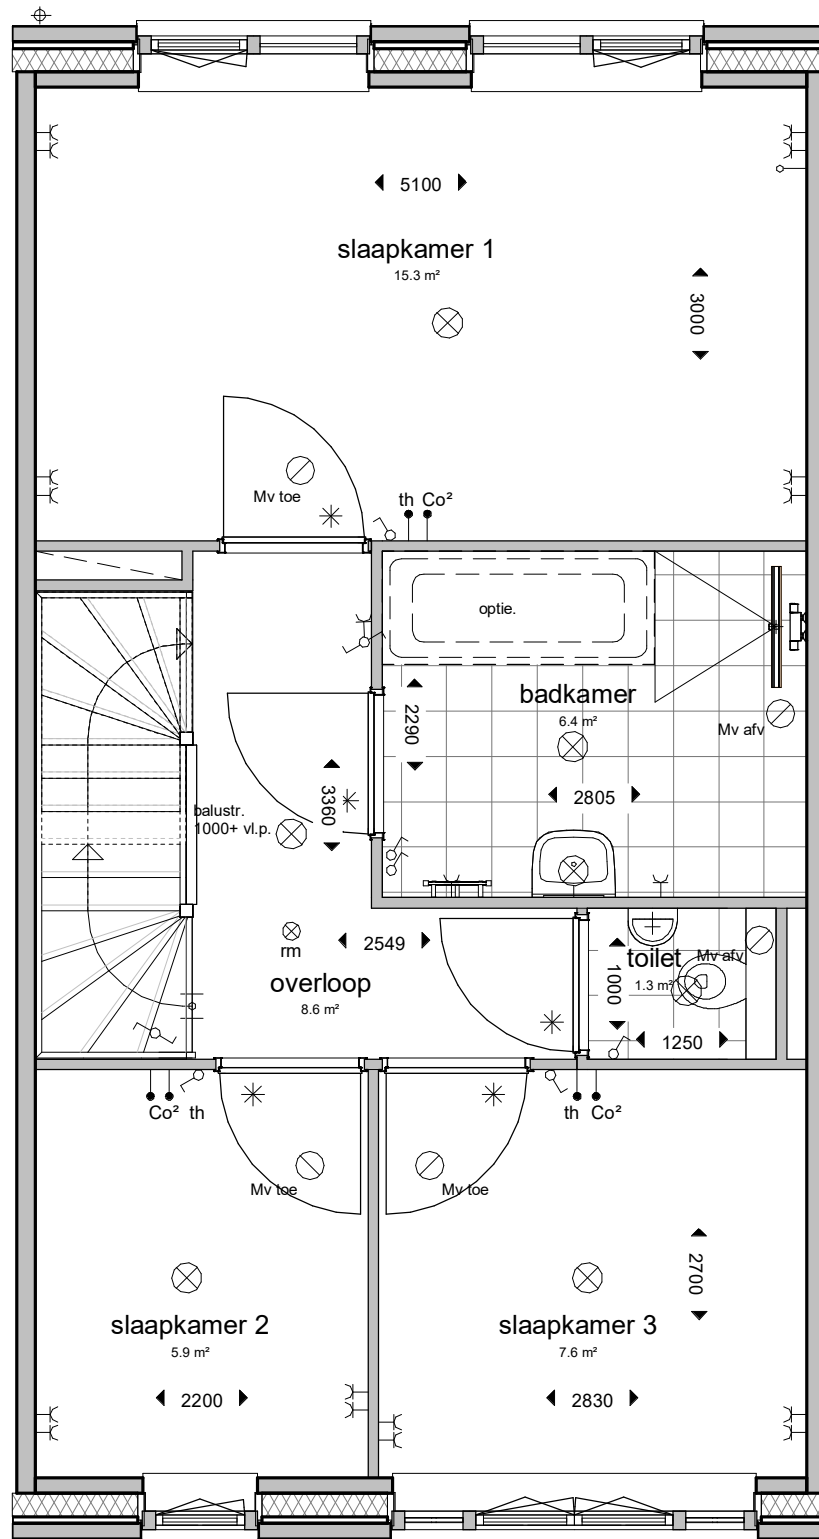 5100
slaapkamer 1
15.3 m²
3000
Mv toe
th Co²
optie.
badkamer
6.4 m²
2290
Mv afv
2805
3360
balustr.
1000+ vl.p.
rm
2549
overloop
8.6 m²
toilet
Mv afv
1.3 m²
1000
1250
Co² th
th Co²
Mv toe
Mv toe
2700
slaapkamer 2
5.9 m²
slaapkamer 3
7.6 m²
2200
2830